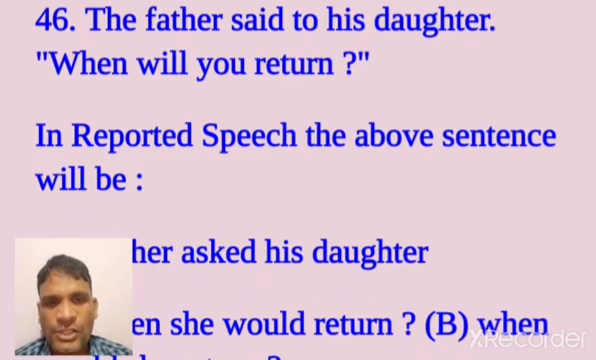 46. The father said to his daughter.
"When will you return ?"
In Reported Speech the above sentence
will be :
her asked his daughter
en she would return ? (B) when
XRecorder